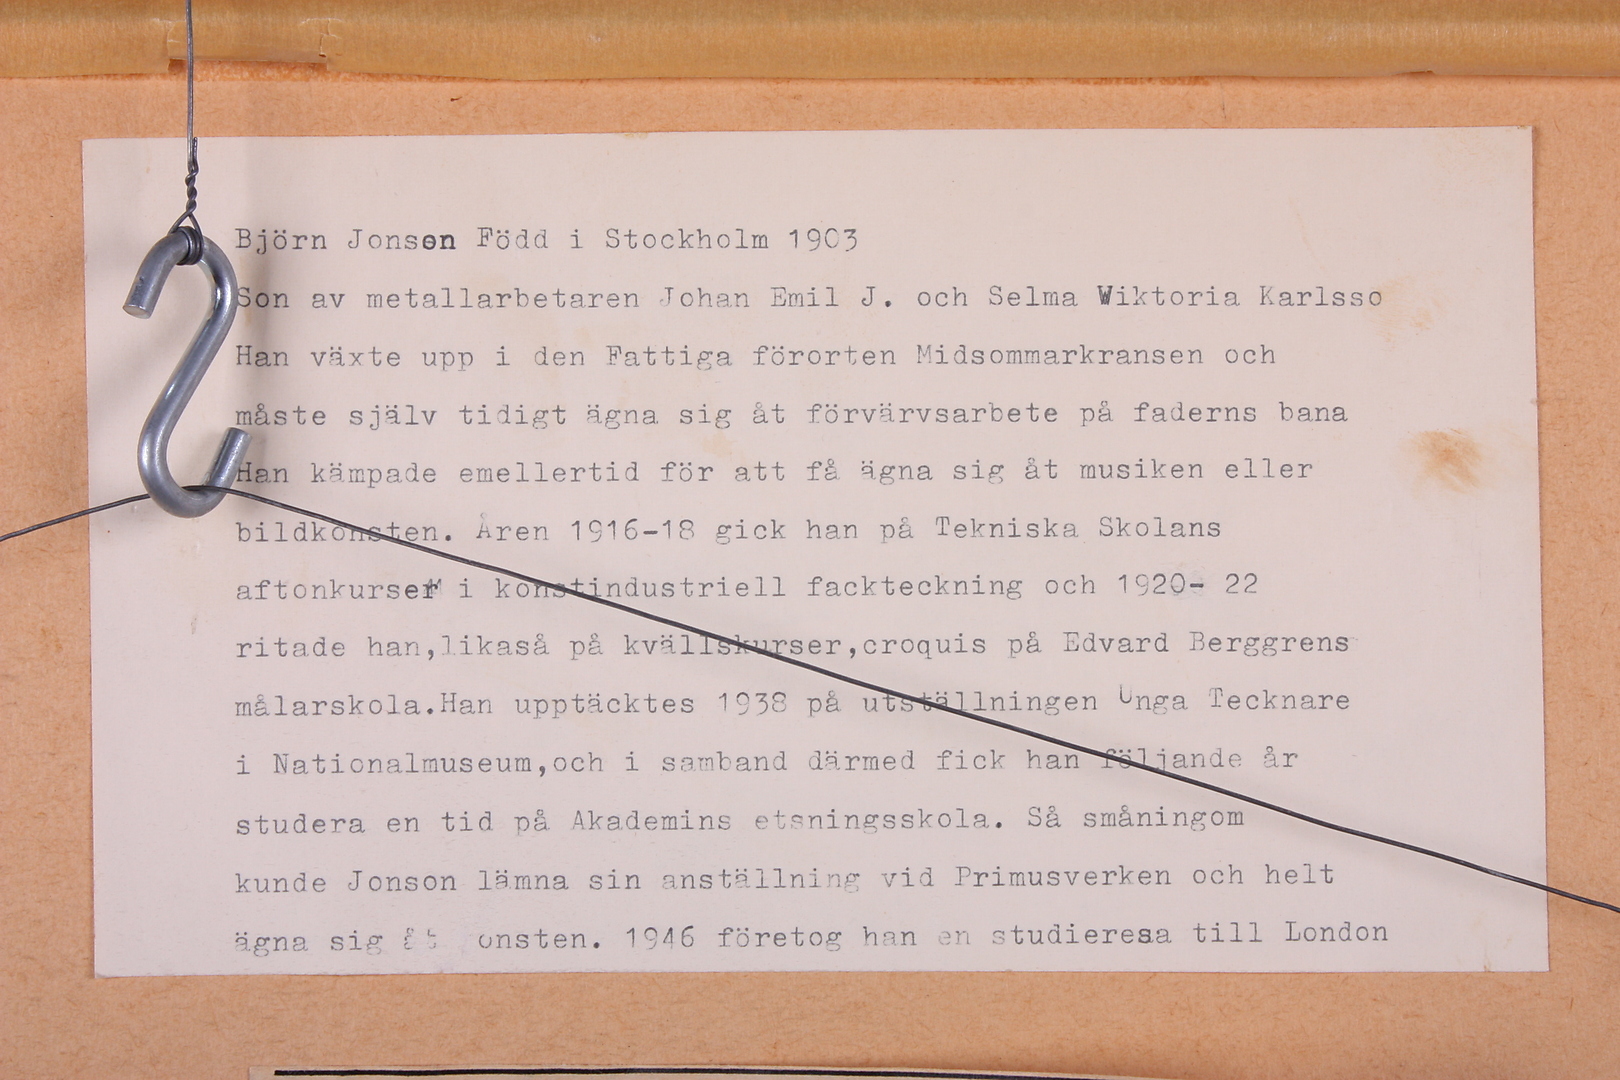 Björn Jonson Född i Stockholm 1903
Son av metallarbetaren Johan Emil J. och Selma Wiktoria Karlsso
Han växte upp i den Fattiga förorten Midsommarkransen och
måste själv tidigt ägna sig åt förvärvsarbete på faderns bana
Han kämpade emellertid för att få ägna sig åt musiken eller
bildkonsten. Åren 1916-18 gick han på Tekniska Skolans
aftonkurser i konstindustriell fackteckning och 1920- 22
ritade han,likaså på kvällskurser,croquis på Edvard Berggrens
målarskola.Han upptäcktes 1938 på utställningen Unga Tecknare
i Nationalmuseum,och i samband därmed fick han följande år
studera en tid på Akademins etsningsskola. Så småningom
kunde Jonson lämna sin anställning vid Primusverken och helt
ägna sig åt onsten. 1946 företog han en studieresa till London